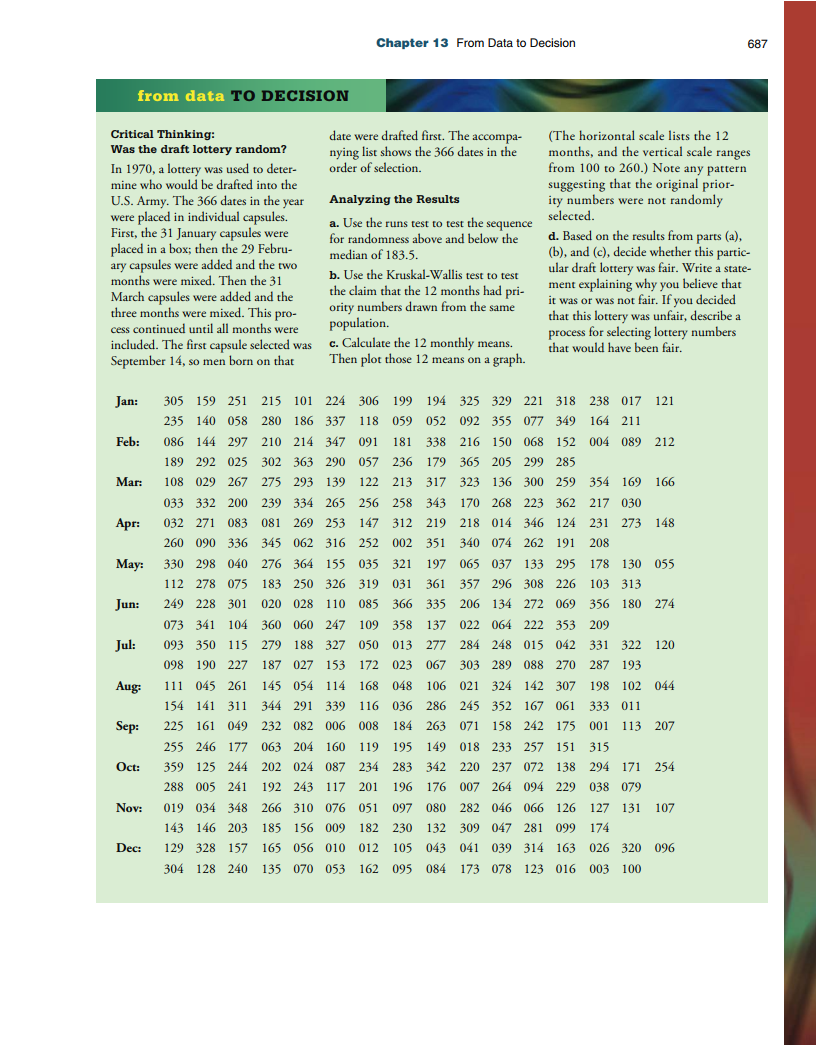 Chapter 13 From Data to Decision 687
from data TO DECISION
Critical Thinking:
Was the draft lottery random?
In 1970, a lottery was used to deter-
mine who would be drafted into the
U.S. Army. The 366 dates in the year
were placed in individual capsules.
First, the 31 January capsules were
placed in a box; then the 29 Febru-
ary capsules were added and the two
months were mixed. Then the 31
March capsules were added and the
three months were mixed. This pro-
cess continued until all months were
included. The first capsule selected was
September 14, so men born on that
date were drafted first. The accompa-
nying list shows the 366 dates in the
order of selection.
Analyzing the Results
a. Use the runs test to test the sequence
for randomness above and below the
median of 183.5.
b. Use the Kruskal-Wallis test to test
the claim that the 12 months had pri-
ority numbers drawn from the same
population.
c. Calculate the 12 monthly means.
Then plot those 12 means on a graph.
(The horizontal scale lists the 12
months, and the vertical scale ranges
from 100 to 260.) Note any pattern
suggesting that the original prior-
ity numbers were not randomly
selected.
d. Based on the results from parts (a),
(b), and (c), decide whether this partic-
ular draft lottery was fair. Write a state-
ment explaining why you believe that
it was or was not fair. If you decided
that this lottery was unfair, describe a
process for selecting lottery numbers
that would have been fair.
Jan: 305 159 251 215 101 224 306 199 194 325 329 221 318 238 017 121
235 140 058 280 186 337 118 059 052 092 355 077 349 164 211
Feb: 086 144 297 210 214 347 091 181 338 216 150 068 152 004 089 212
189 292 025 302 363 290 057 236 179 365 205 299 285
Mar: 108 029 267 275 293 139 122 213 317 323 136 300 259 354 169 166
033 332 200 239 334 265 256 258 343 170 268 223 362 217 030
Apr: 032 271 083 081 269 253 147 312 219 218 014 346 124 231 273 148
260 090 336 345 062 316 252 002 351 340 074 262 191 208
May: 330 298 040 276 364 155 035 321 197 065 037 133 295 178 130 055
112 278 075 183 250 326 319 031 361 357 296 308 226 103 313
Jun: 249 228 301 020 028 110 085 366 335 206 134 272 069 356 180 274
073 341 104 360 060 247 109 358 137 022 064 222 353 209
Jul: 093 350 115 279 188 327 050 013 277 284 248 015 042 331 322 120
098 190 227 187 027 153 172 023 067 303 289 088 270 287 193
Aug: 111 045 261 145 054 114 168 048 106 021 324 142 307 198 102 044
154 141 311 344 291 339 116 036 286 245 352 167 061 333 011
Sep: 225 161 049 232 082 006 008 184 263 071 158 242 175 001 113 207
255 246 177 063 204 160 119 195 149 018 233 257 151 315
Oct: 359 125 244 202 024 087 234 283 342 220 237 072 138 294 171 254
288 005 241 192 243 117 201 196 176 007 264 094 229 038 079
Nov: 019 034 348 266 310 076 051 097 080 282 046 066 126 127 131 107
143 146 203 185 156 009 182 230 132 309 047 281 099 174
Dec: 129 328 157 165 056 010 012 105 043 041 039 314 163 026 320 096
304 128 240 135 070 053 162 095 084 173 078 123 016 003 100